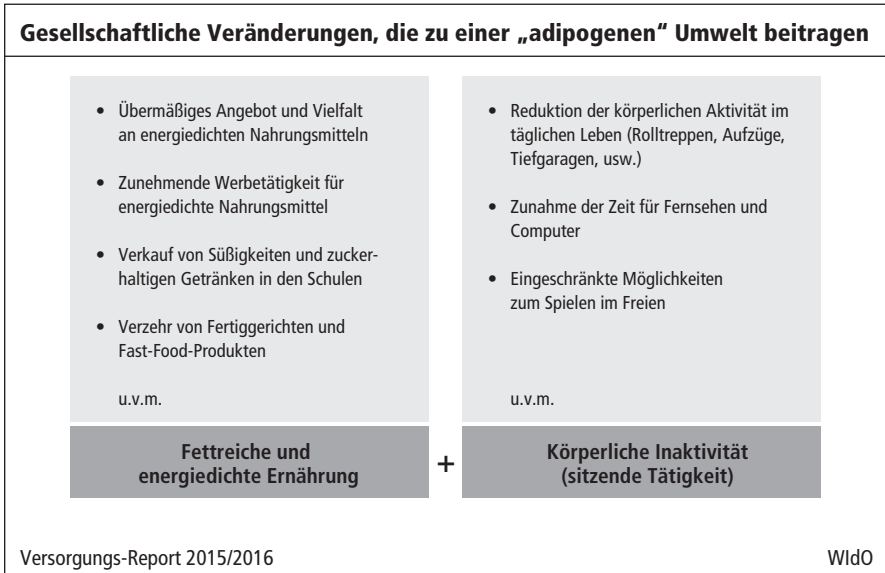 Gesellschaftliche Veränderungen, die zu einer „adipogenen“ Umwelt beitragen
• Übermäßiges Angebot und Vielfalt
an energiedichten Nahrungsmitteln
• Zunehmende Werbetätigkeit für
energiedichte Nahrungsmittel
• Verkauf von Süßigkeiten und zucker-
haltigen Getränken in den Schulen
• Verzehr von Fertiggerichten und
Fast-Food-Produkten
u.v.m.
Fettreiche und
energiedichte Ernährung
+
• Reduktion der körperlichen Aktivität im
täglichen Leben (Rolltreppen, Aufzüge,
Tiefgaragen, usw.)
• Zunahme der Zeit für Fernsehen und
Computer
• Eingeschränkte Möglichkeiten
zum Spielen im Freien
u.v.m.
Körperliche Inaktivität
(sitzende Tätigkeit)
Versorgungs-Report 2015/2016
WIdO